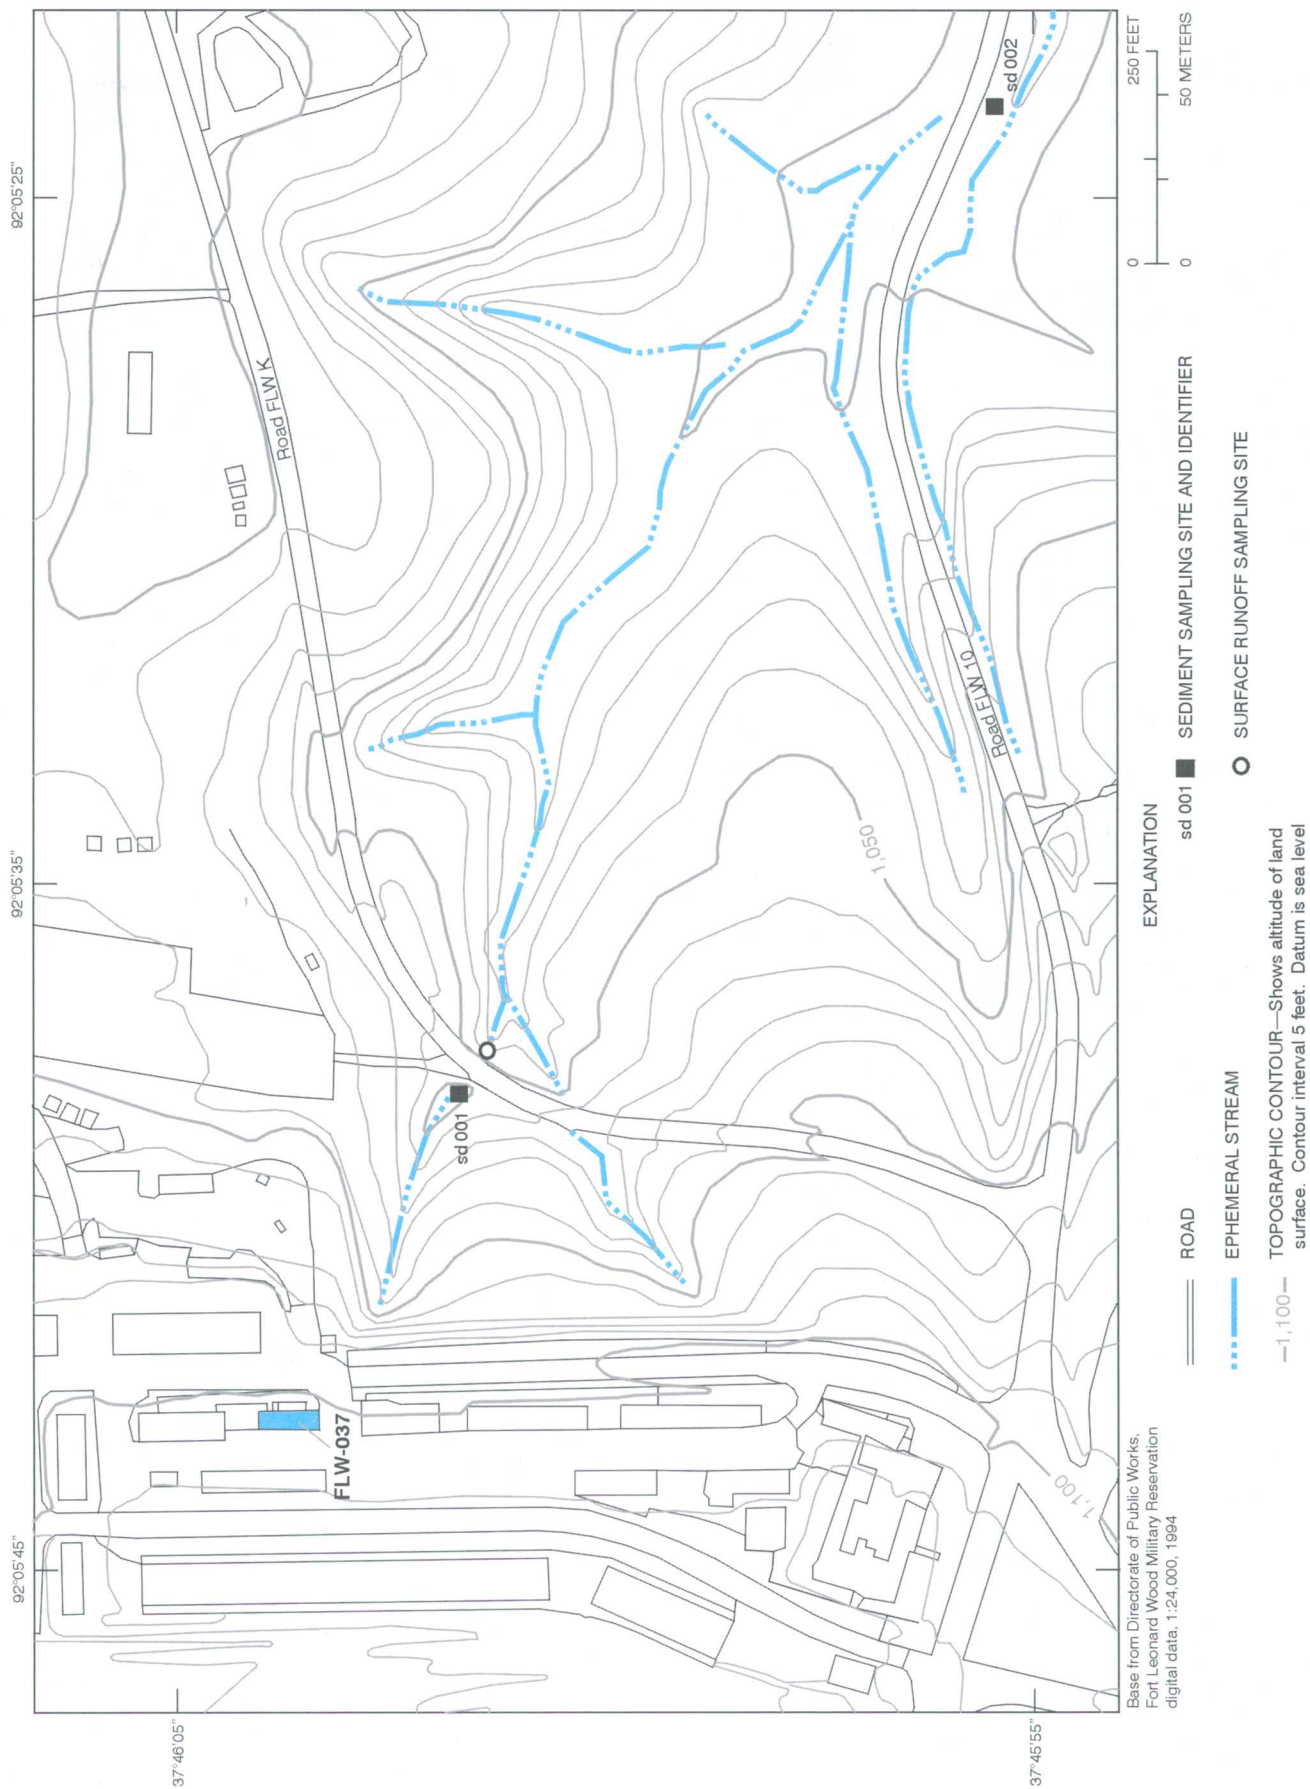 92°05'45"
92°05'35"
92°05'25"
37°46'05"
37°45'55"
Road FLW K
Road FLW 10
FLW-037
sd 001
sd 002
1,050
1,100
Base from Directorate of Public Works,
Fort Leonard Wood Military Reservation
digital data, 1:24,000, 1994
0 250 FEET
0 50 METERS
EXPLANATION
ROAD
EPHEMERAL STREAM
—1,100— TOPOGRAPHIC CONTOUR—Shows altitude of land
surface. Contour interval 5 feet. Datum is sea level
sd 001 SEDIMENT SAMPLING SITE AND IDENTIFIER
SURFACE RUNOFF SAMPLING SITE